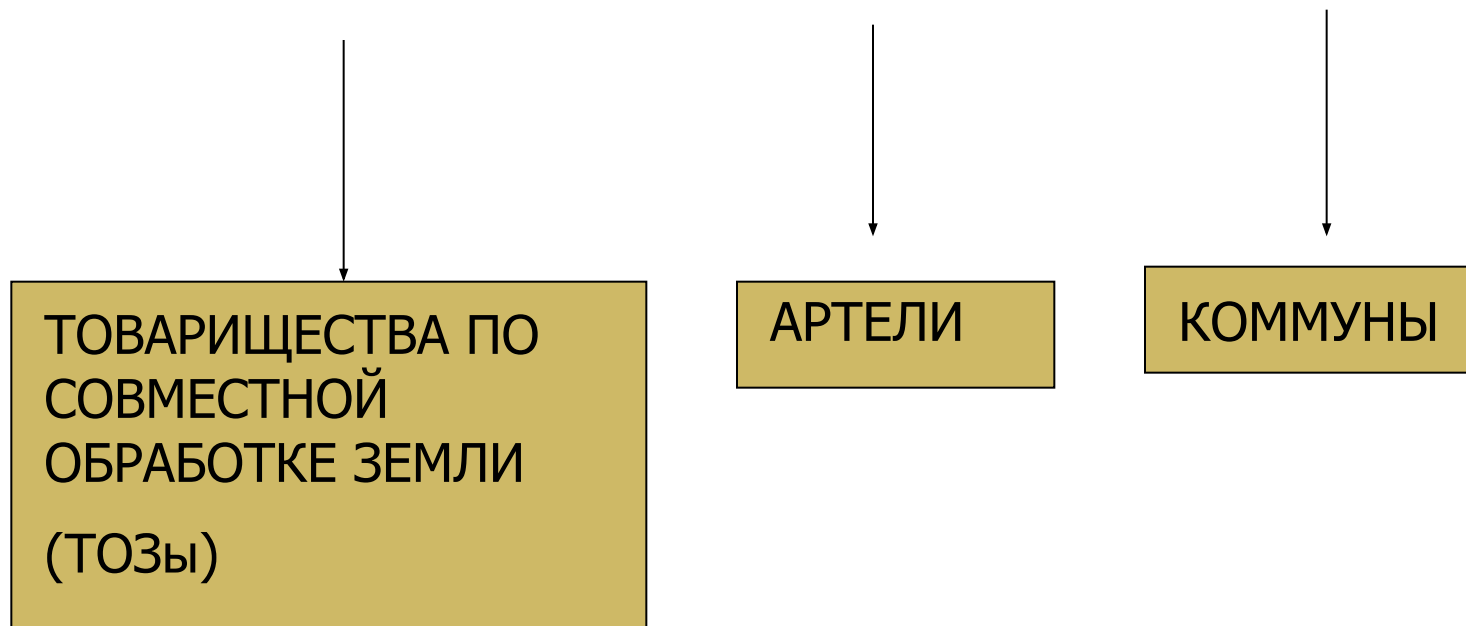 ТОВАРИЩЕСТВА ПО
СОВМЕСТНОЙ
ОБРАБОТКЕ ЗЕМЛИ
(ТОЗы)
АРТЕЛИ
КОММУНЫ